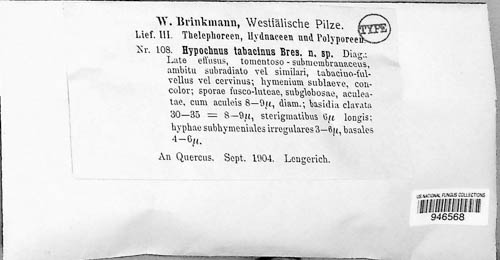 W. Brinkmann, Westfälische Pilze.
Lief. III. Thelephoreen, Hydnaceen und Polyporeen.
TYPE
Nr. 108. Hypochnus tabacinus Bres. n. sp. Diag.:
Late effusus, tomentoso-submembranaceus,
ambitu subradiato vel similari, tabacino-ful-
vellus vel cervinus; hymenium sublaeve, con-
color; sporae fusco-luteae, subglobosae, aculea-
tae, cum aculeis 8–9µ, diam.; basidia clavata
30–35 = 8–9µ, sterigmatibus 6µ longis;
hyphae subhymeniales irregulares 3–6µ, basales
4–6µ.
An Quercus. Sept. 1904. Lengerich.
US NATIONAL FUNGUS COLLECTIONS
946568